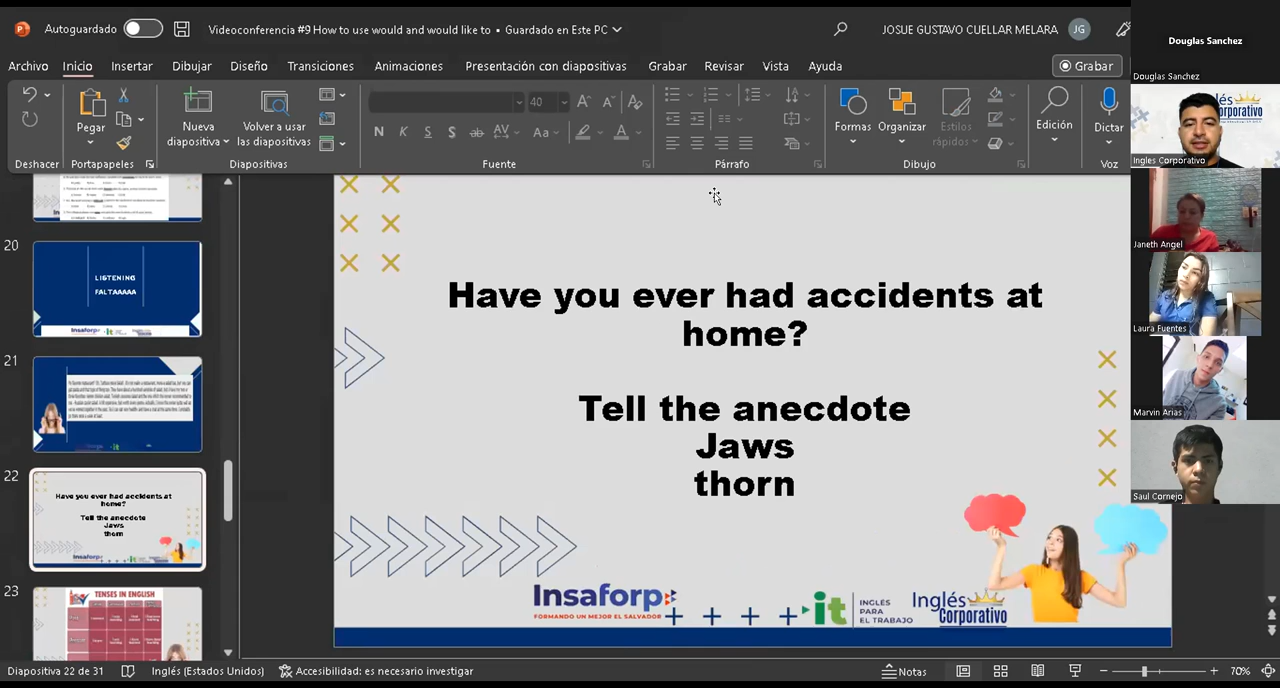 Autoguardado
Videoconferencia #9 How to use would and would like to • Guardado en Este PC
JOSUE GUSTAVO CUELLAR MELARA
JG
Archivo
Inicio
Insertar
Dibujar
Diseño
Transiciones
Animaciones
Presentación con diapositivas
Grabar
Revisar
Vista
Ayuda
Grabar
Pegar
Nueva
diapositiva
Volver a usar
las diapositivas
40
N K S S ab AV Aa A
Formas
Organizar
Estilos
rápidos
Edición
Dictar
Deshacer
Portapapeles
Diapositivas
Fuente
Párrafo
Dibujo
Voz
20
LISTENING
FALTAAAAA
Insaforp
21
22
Have you ever had accidents at
home?
Tell the anecdote
Jaws
thorn
Insaforp
23
TENSES IN ENGLISH
Have you ever had accidents at
home?
Tell the anecdote
Jaws
thorn
Insaforp
FORMANDO UN MEJOR EL SALVADOR
it
INGLÉS
PARA
EL TRABAJO
Inglés
Corporativo
Douglas Sanchez
Douglas Sanchez
Inglés
Corporativo
Ingles Corporativo
Janeth Angel
Laura Fuentes
Marvin Arias
Saul Cornejo
Diapositiva 22 de 31
Inglés (Estados Unidos)
Accesibilidad: es necesario investigar
Notas
70%